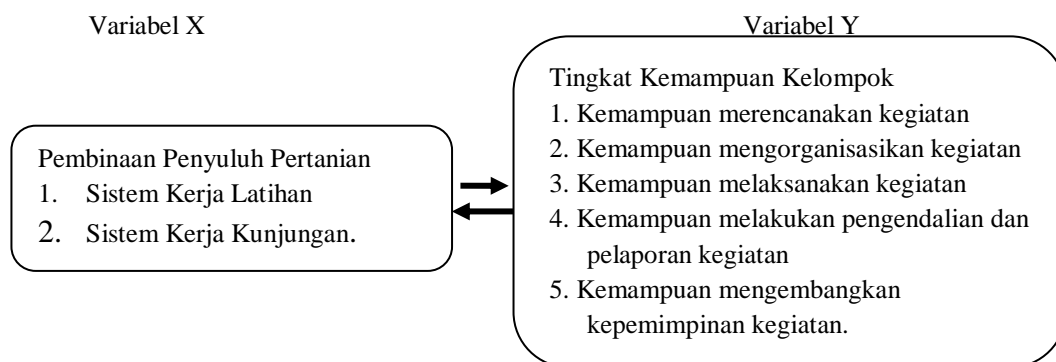 Variabel X
Variabel Y
Pembinaan Penyuluh Pertanian
1. Sistem Kerja Latihan
2. Sistem Kerja Kunjungan.
Tingkat Kemampuan Kelompok
1. Kemampuan merencanakan kegiatan
2. Kemampuan mengorganisasikan kegiatan
3. Kemampuan melaksanakan kegiatan
4. Kemampuan melakukan pengendalian dan
pelaporan kegiatan
5. Kemampuan mengembangkan
kepemimpinan kegiatan.